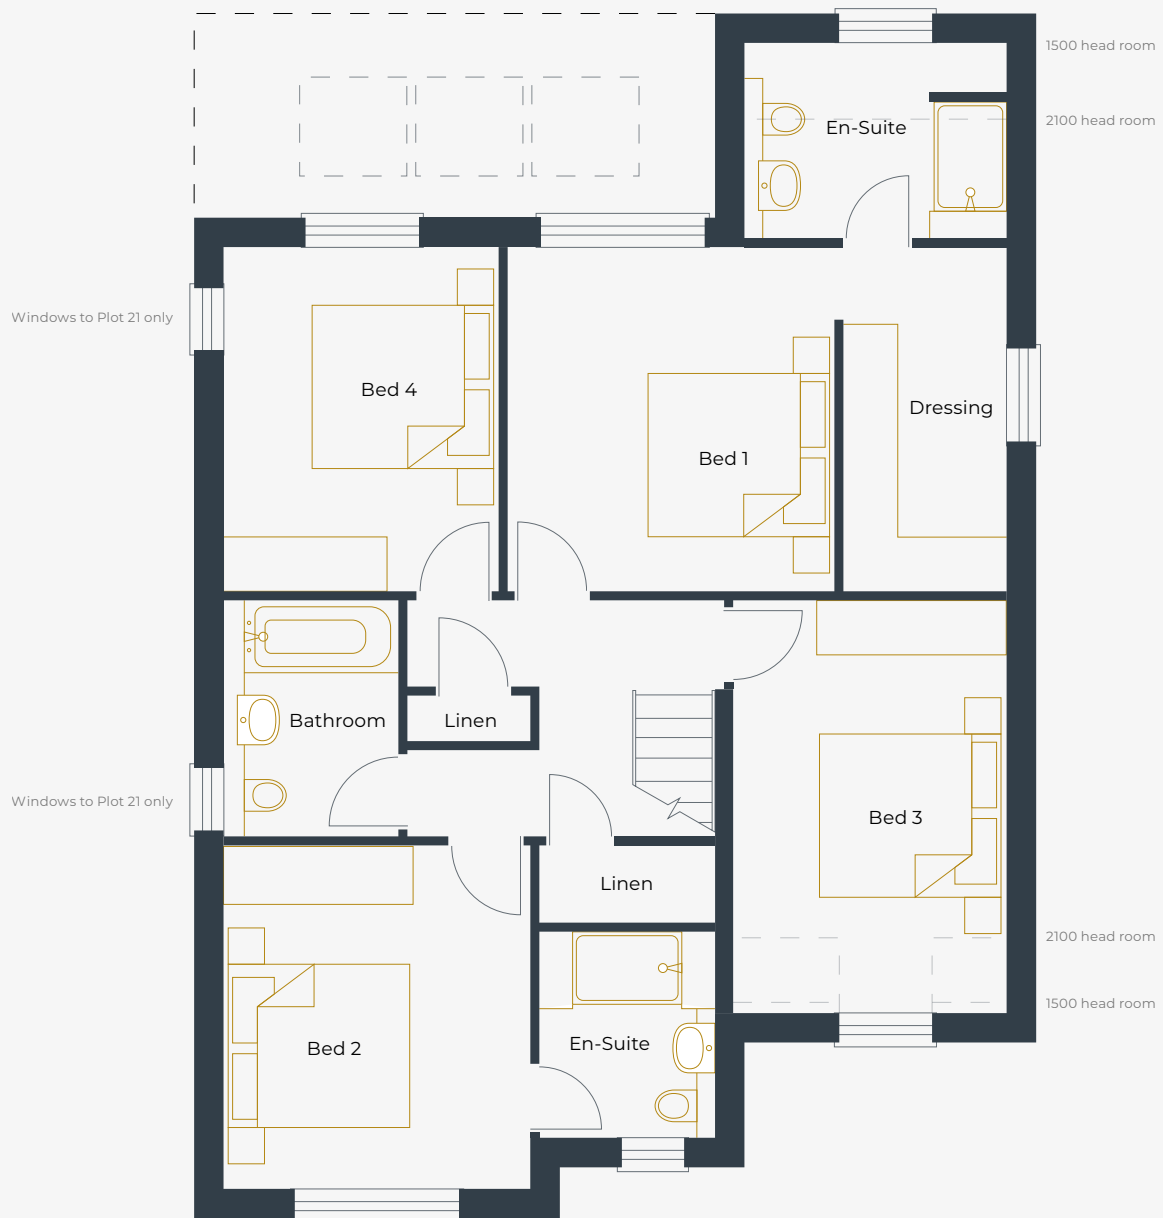 1500 head room
2100 head room
En-Suite
Windows to Plot 21 only
Bed 4
Dressing
Bed 1
Bathroom
Linen
Windows to Plot 21 only
Bed 3
Linen
2100 head room
1500 head room
En-Suite
Bed 2